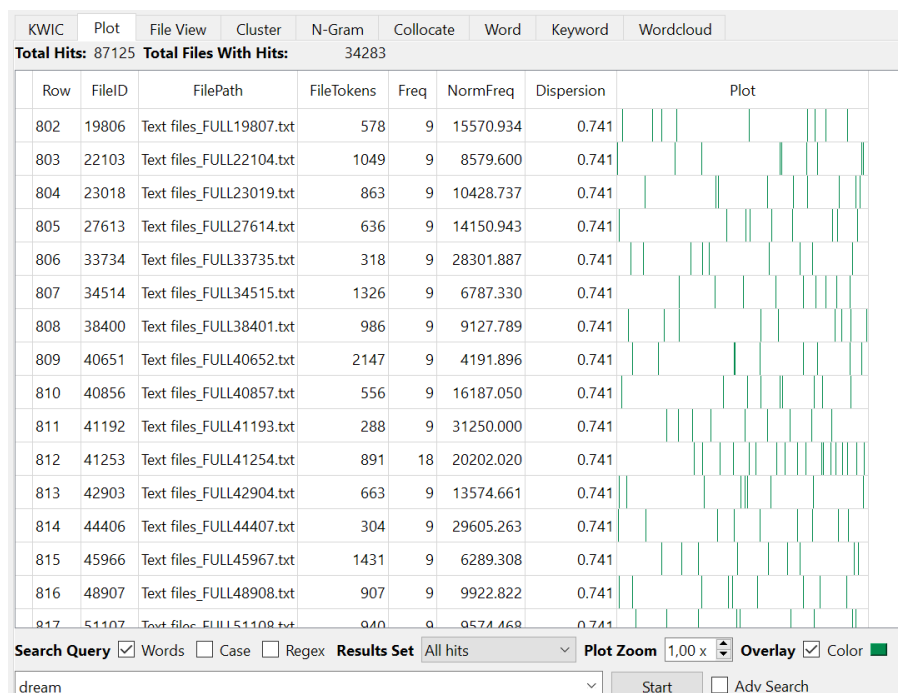 KWIC Plot File View Cluster N-Gram Collocate Word Keyword Wordcloud
Total Hits: 87125 Total Files With Hits: 34283
Row FileID FilePath FileTokens Freq NormFreq Dispersion Plot
802 19806 Text files_FULL19807.txt 578 9 15570.934 0.741
803 22103 Text files_FULL22104.txt 1049 9 8579.600 0.741
804 23018 Text files_FULL23019.txt 863 9 10428.737 0.741
805 27613 Text files_FULL27614.txt 636 9 14150.943 0.741
806 33734 Text files_FULL33735.txt 318 9 28301.887 0.741
807 34514 Text files_FULL34515.txt 1326 9 6787.330 0.741
808 38400 Text files_FULL38401.txt 986 9 9127.789 0.741
809 40651 Text files_FULL40652.txt 2147 9 4191.896 0.741
810 40856 Text files_FULL40857.txt 556 9 16187.050 0.741
811 41192 Text files_FULL41193.txt 288 9 31250.000 0.741
812 41253 Text files_FULL41254.txt 891 18 20202.020 0.741
813 42903 Text files_FULL42904.txt 663 9 13574.661 0.741
814 44406 Text files_FULL44407.txt 304 9 29605.263 0.741
815 45966 Text files_FULL45967.txt 1431 9 6289.308 0.741
816 48907 Text files_FULL48908.txt 907 9 9922.822 0.741
817 51107 Text files_FULL51108.txt 940 9 9574.468 0.741
Search Query Words Case Regex Results Set All hits Plot Zoom 1,00 x Overlay Color
dream Start Adv Search